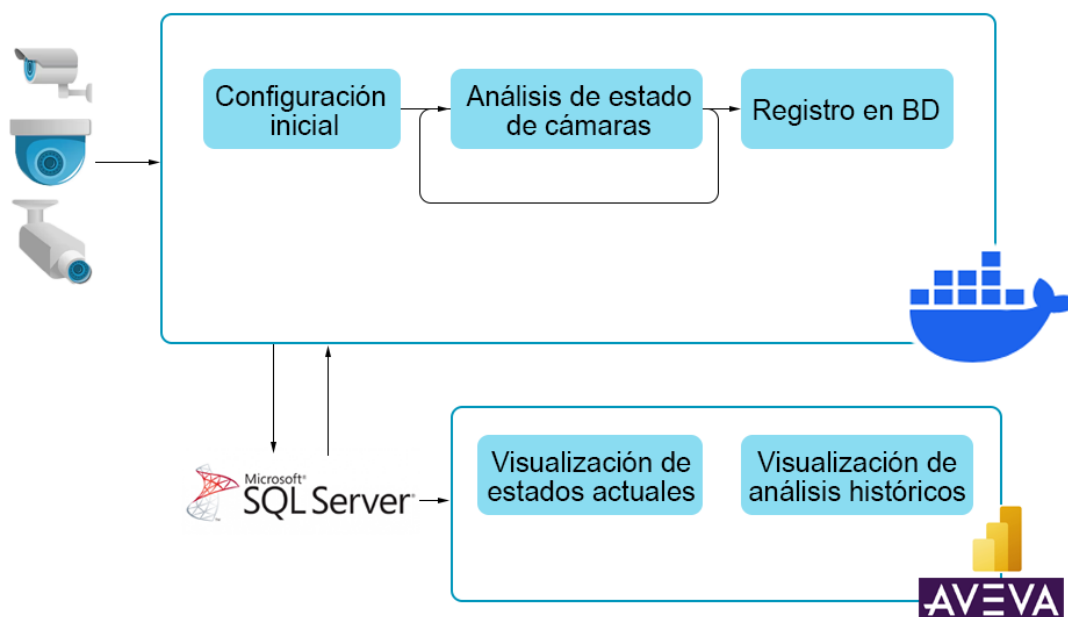 Configuración
inicial
Análisis de estado
de cámaras
Registro en BD
Microsoft®
SQL Server®
Visualización de
estados actuales
Visualización de
análisis históricos
AVEVA